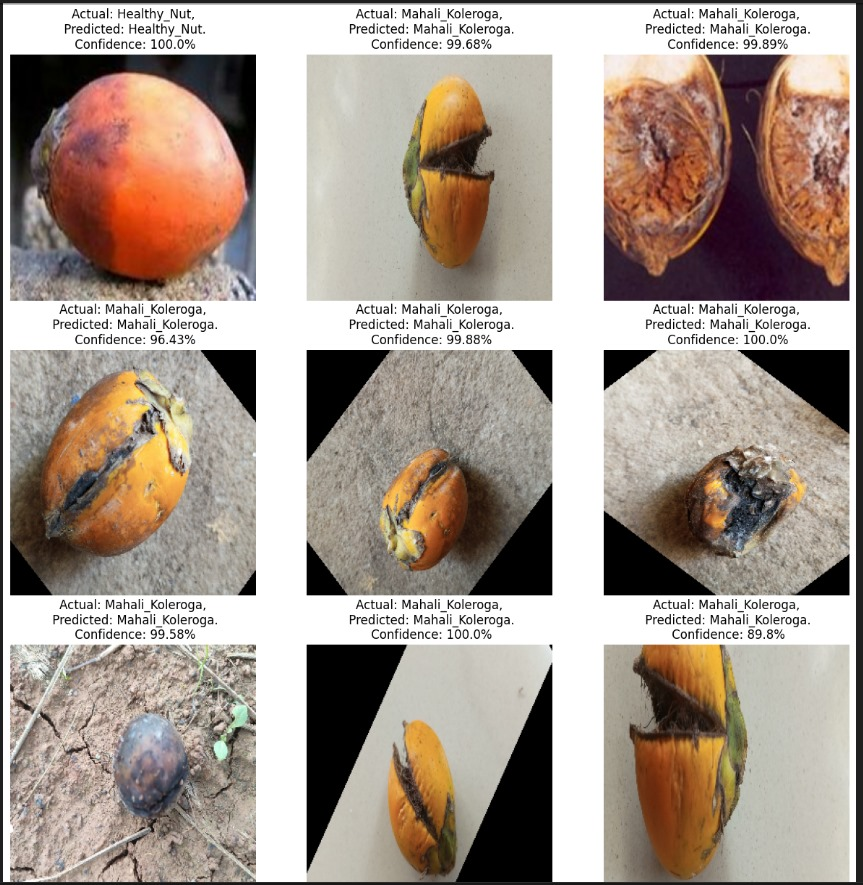 Actual: Healthy_Nut,
Predicted: Healthy_Nut.
Confidence: 100.0%
Actual: Mahali_Koleroga,
Predicted: Mahali_Koleroga.
Confidence: 99.68%
Actual: Mahali_Koleroga,
Predicted: Mahali_Koleroga.
Confidence: 99.89%
Actual: Mahali_Koleroga,
Predicted: Mahali_Koleroga.
Confidence: 96.43%
Actual: Mahali_Koleroga,
Predicted: Mahali_Koleroga.
Confidence: 99.88%
Actual: Mahali_Koleroga,
Predicted: Mahali_Koleroga.
Confidence: 100.0%
Actual: Mahali_Koleroga,
Predicted: Mahali_Koleroga.
Confidence: 99.58%
Actual: Mahali_Koleroga,
Predicted: Mahali_Koleroga.
Confidence: 100.0%
Actual: Mahali_Koleroga,
Predicted: Mahali_Koleroga.
Confidence: 89.8%